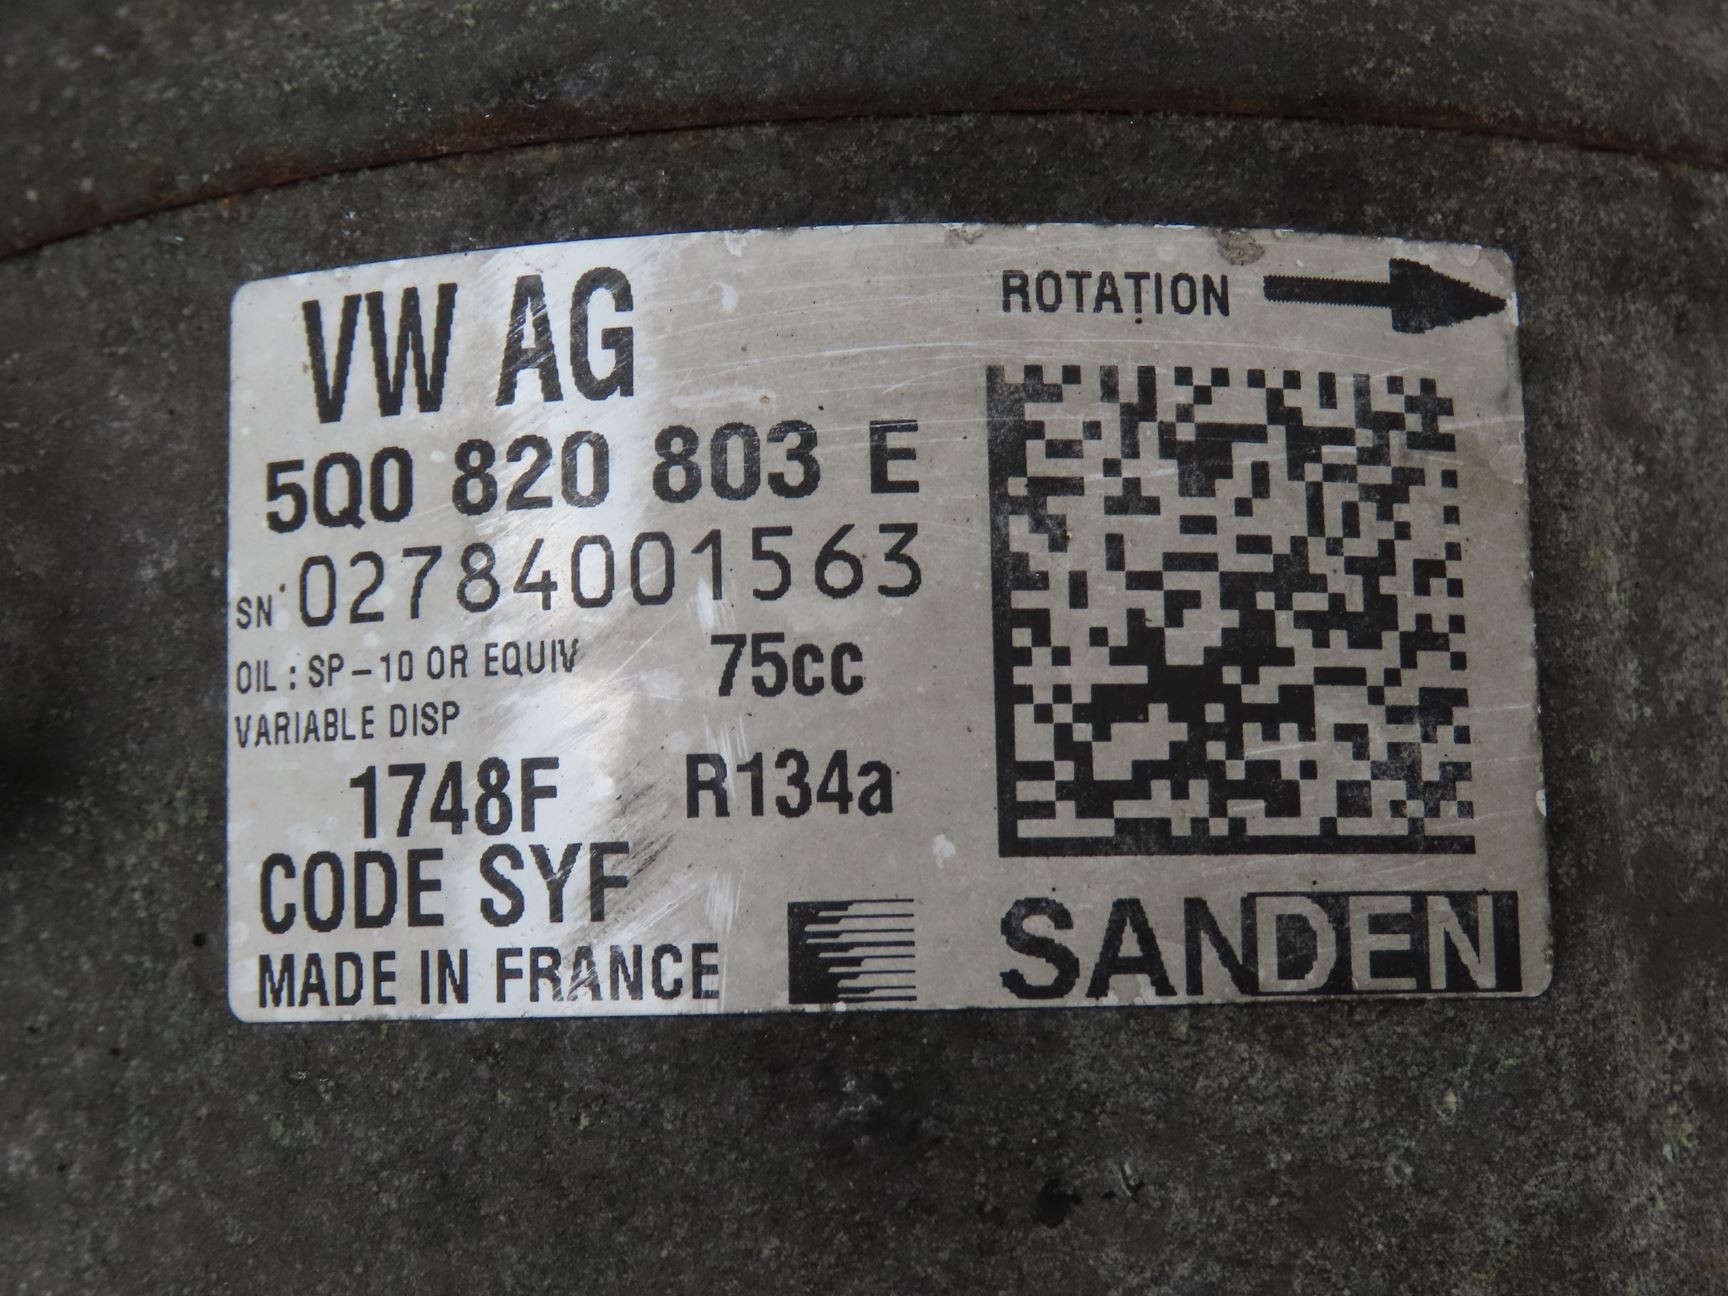 VW AG
ROTATION
5Q0 820 803 E
SN 02784001563
OIL : SP-10 OR EQUIV 75cc
VARIABLE DISP
1748F R134a
CODE SYF
MADE IN FRANCE
SANDEN